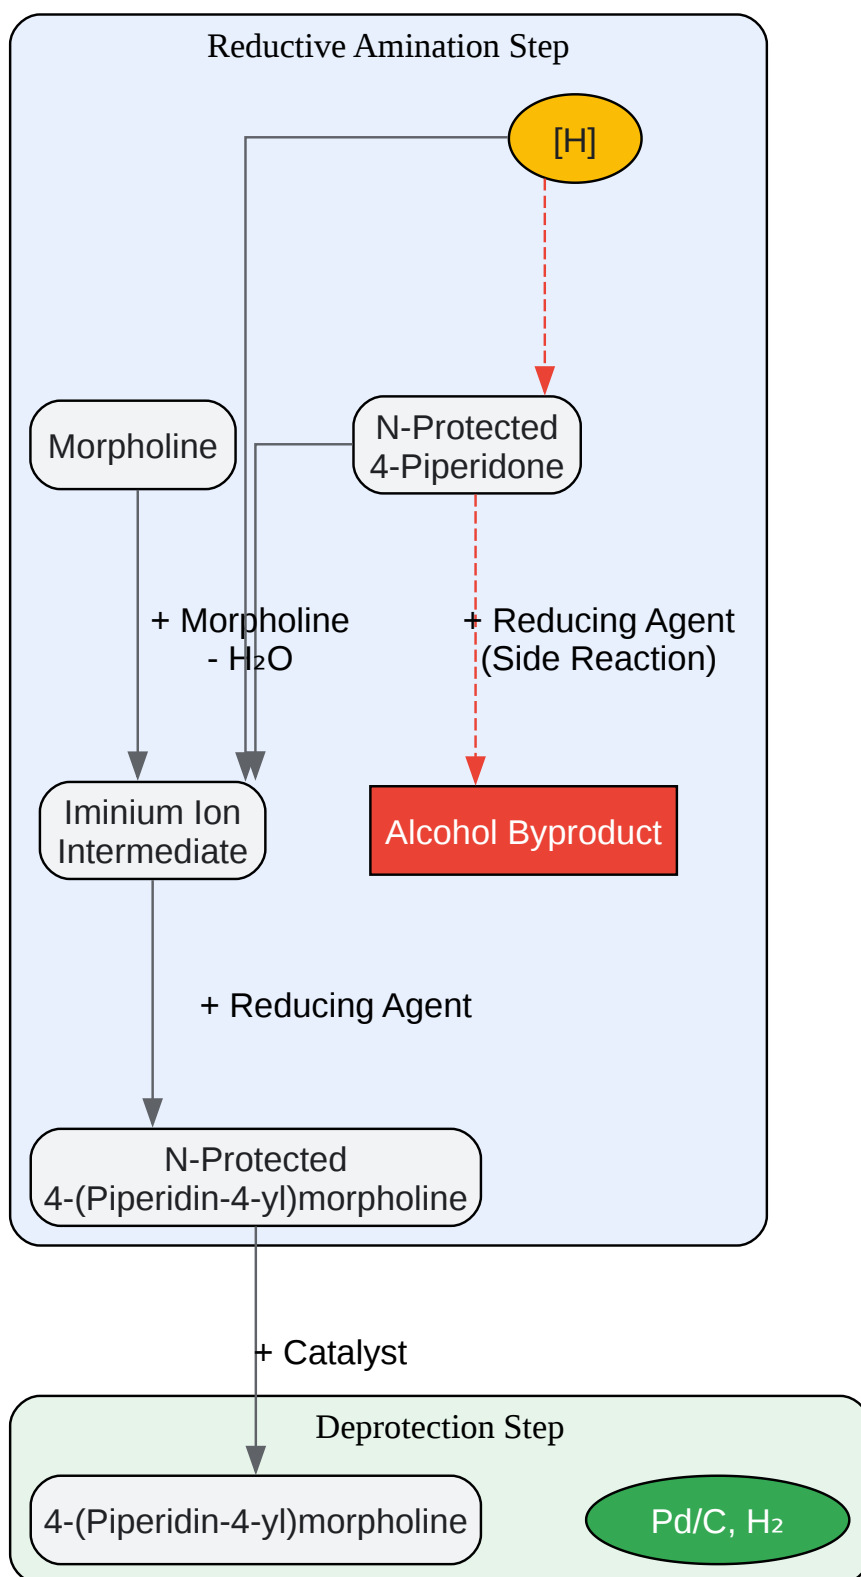 Reductive Amination Step
[H]
Morpholine
N-Protected
4-Piperidone
+ Morpholine
- H₂O
+ Reducing Agent
(Side Reaction)
Iminium Ion
Intermediate
Alcohol Byproduct
+ Reducing Agent
N-Protected
4-(Piperidin-4-yl)morpholine
+ Catalyst
Deprotection Step
4-(Piperidin-4-yl)morpholine
Pd/C, H₂